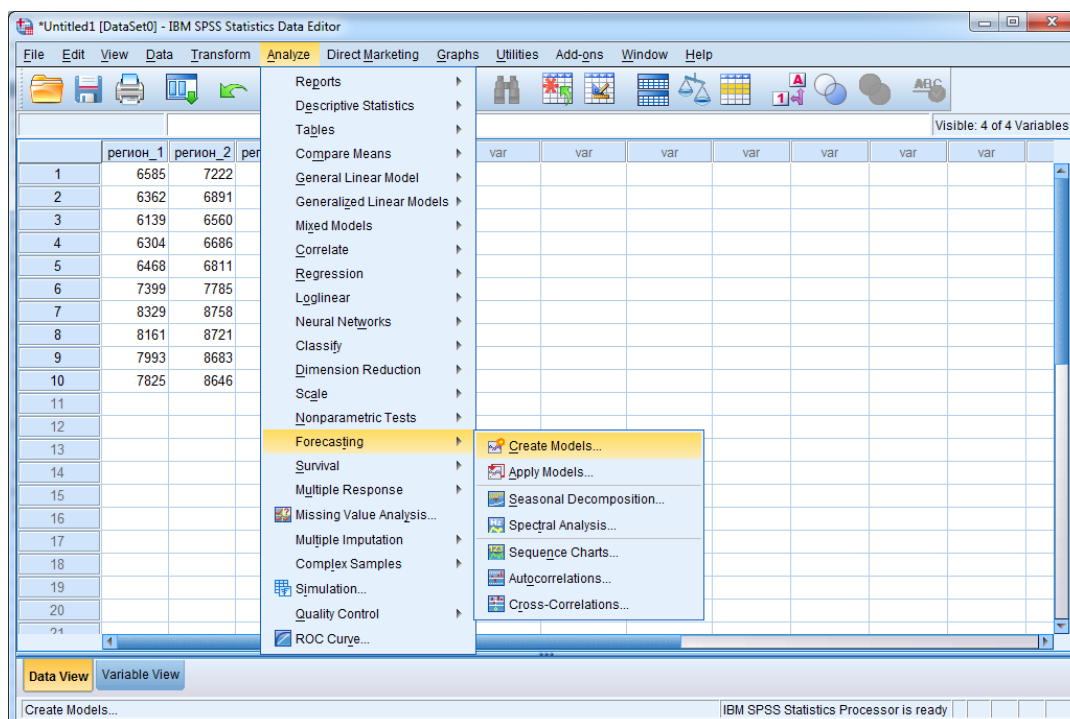 *Untitled1 [DataSet0] - IBM SPSS Statistics Data Editor
File Edit View Data Transform Analyze Direct Marketing Graphs Utilities Add-ons Window Help
Visible: 4 of 4 Variables
регион_1 регион_2 рег var var var var var var var
1 6585 7222
2 6362 6891
3 6139 6560
4 6304 6686
5 6468 6811
6 7399 7785
7 8329 8758
8 8161 8721
9 7993 8683
10 7825 8646
11
12
13
14
15
16
17
18
19
20
21
Reports
Descriptive Statistics
Tables
Compare Means
General Linear Model
Generalized Linear Models
Mixed Models
Correlate
Regression
Loglinear
Neural Networks
Classify
Dimension Reduction
Scale
Nonparametric Tests
Forecasting
Survival
Multiple Response
Missing Value Analysis...
Multiple Imputation
Complex Samples
Simulation...
Quality Control
ROC Curve...
Create Models...
Apply Models...
Seasonal Decomposition...
Spectral Analysis...
Sequence Charts...
Autocorrelations...
Cross-Correlations...
Data View Variable View
Create Models... IBM SPSS Statistics Processor is ready